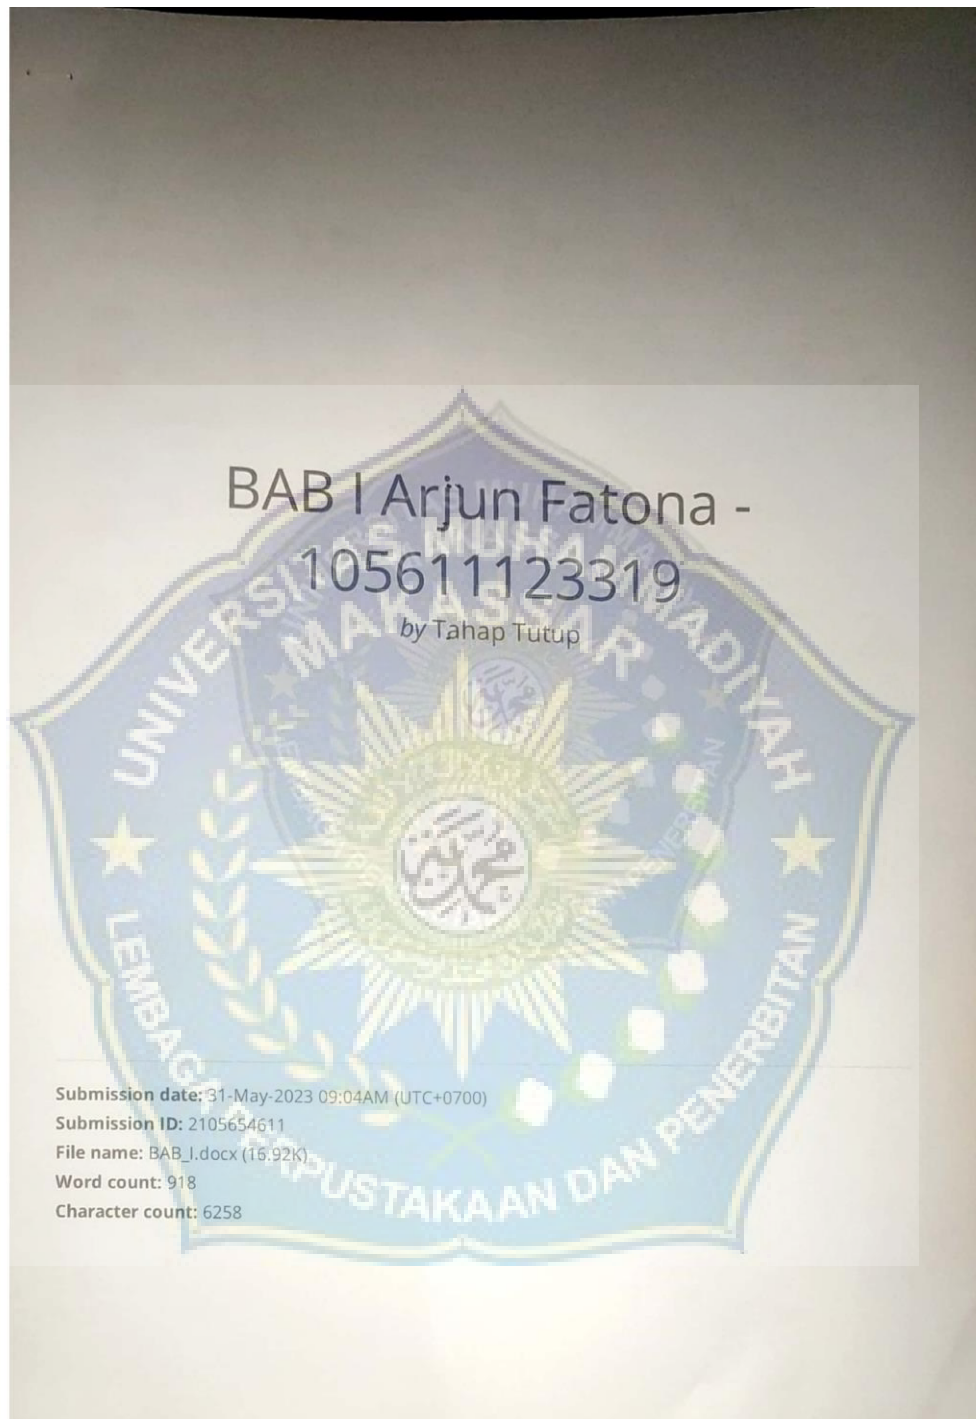 BAB I Arjun Fatona -
105611123319
by Tahap Tutup
UNIVERSITAS MUHAMMADIYAH
MAKASSAR
محمد
LEMBAGA PERPUSTAKAAN DAN PENERBITAN
Submission date: 31-May-2023 09:04AM (UTC+0700)
Submission ID: 2105654611
File name: BAB_I.docx (16.92K)
Word count: 918
Character count: 6258